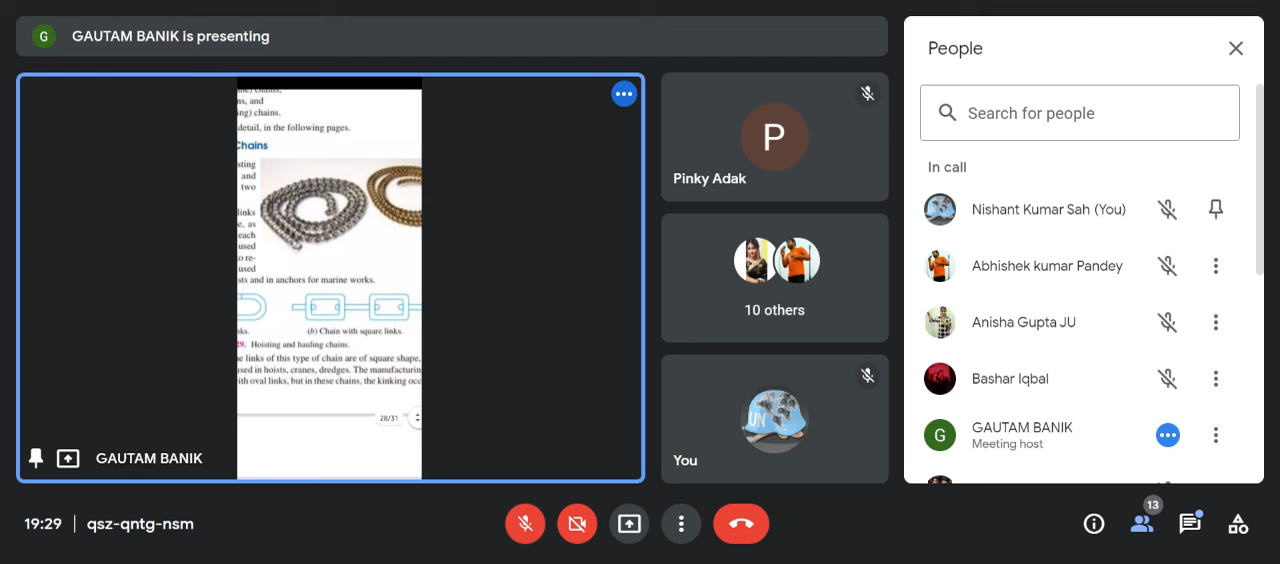 G GAUTAM BANIK is presenting
ns, and
ing) chains.
detail, in the following pages.
Chains
sting
and
two
links
e, as
each
used
o re-
used
sts and in anchors for marine works.
ks.
(b) Chain with square links.
29. Hoisting and hauling chains.
e links of this type of chain are of square shape,
used in hoists, cranes, dredges. The manufacturin
ith oval links, but in these chains, the kinking occ
28/31
GAUTAM BANIK
P
Pinky Adak
10 others
UN
You
People
Search for people
In call
Nishant Kumar Sah (You)
Abhishek kumar Pandey
Anisha Gupta JU
Bashar Iqbal
G GAUTAM BANIK
Meeting host
19:29 | qsz-qntg-nsm
13